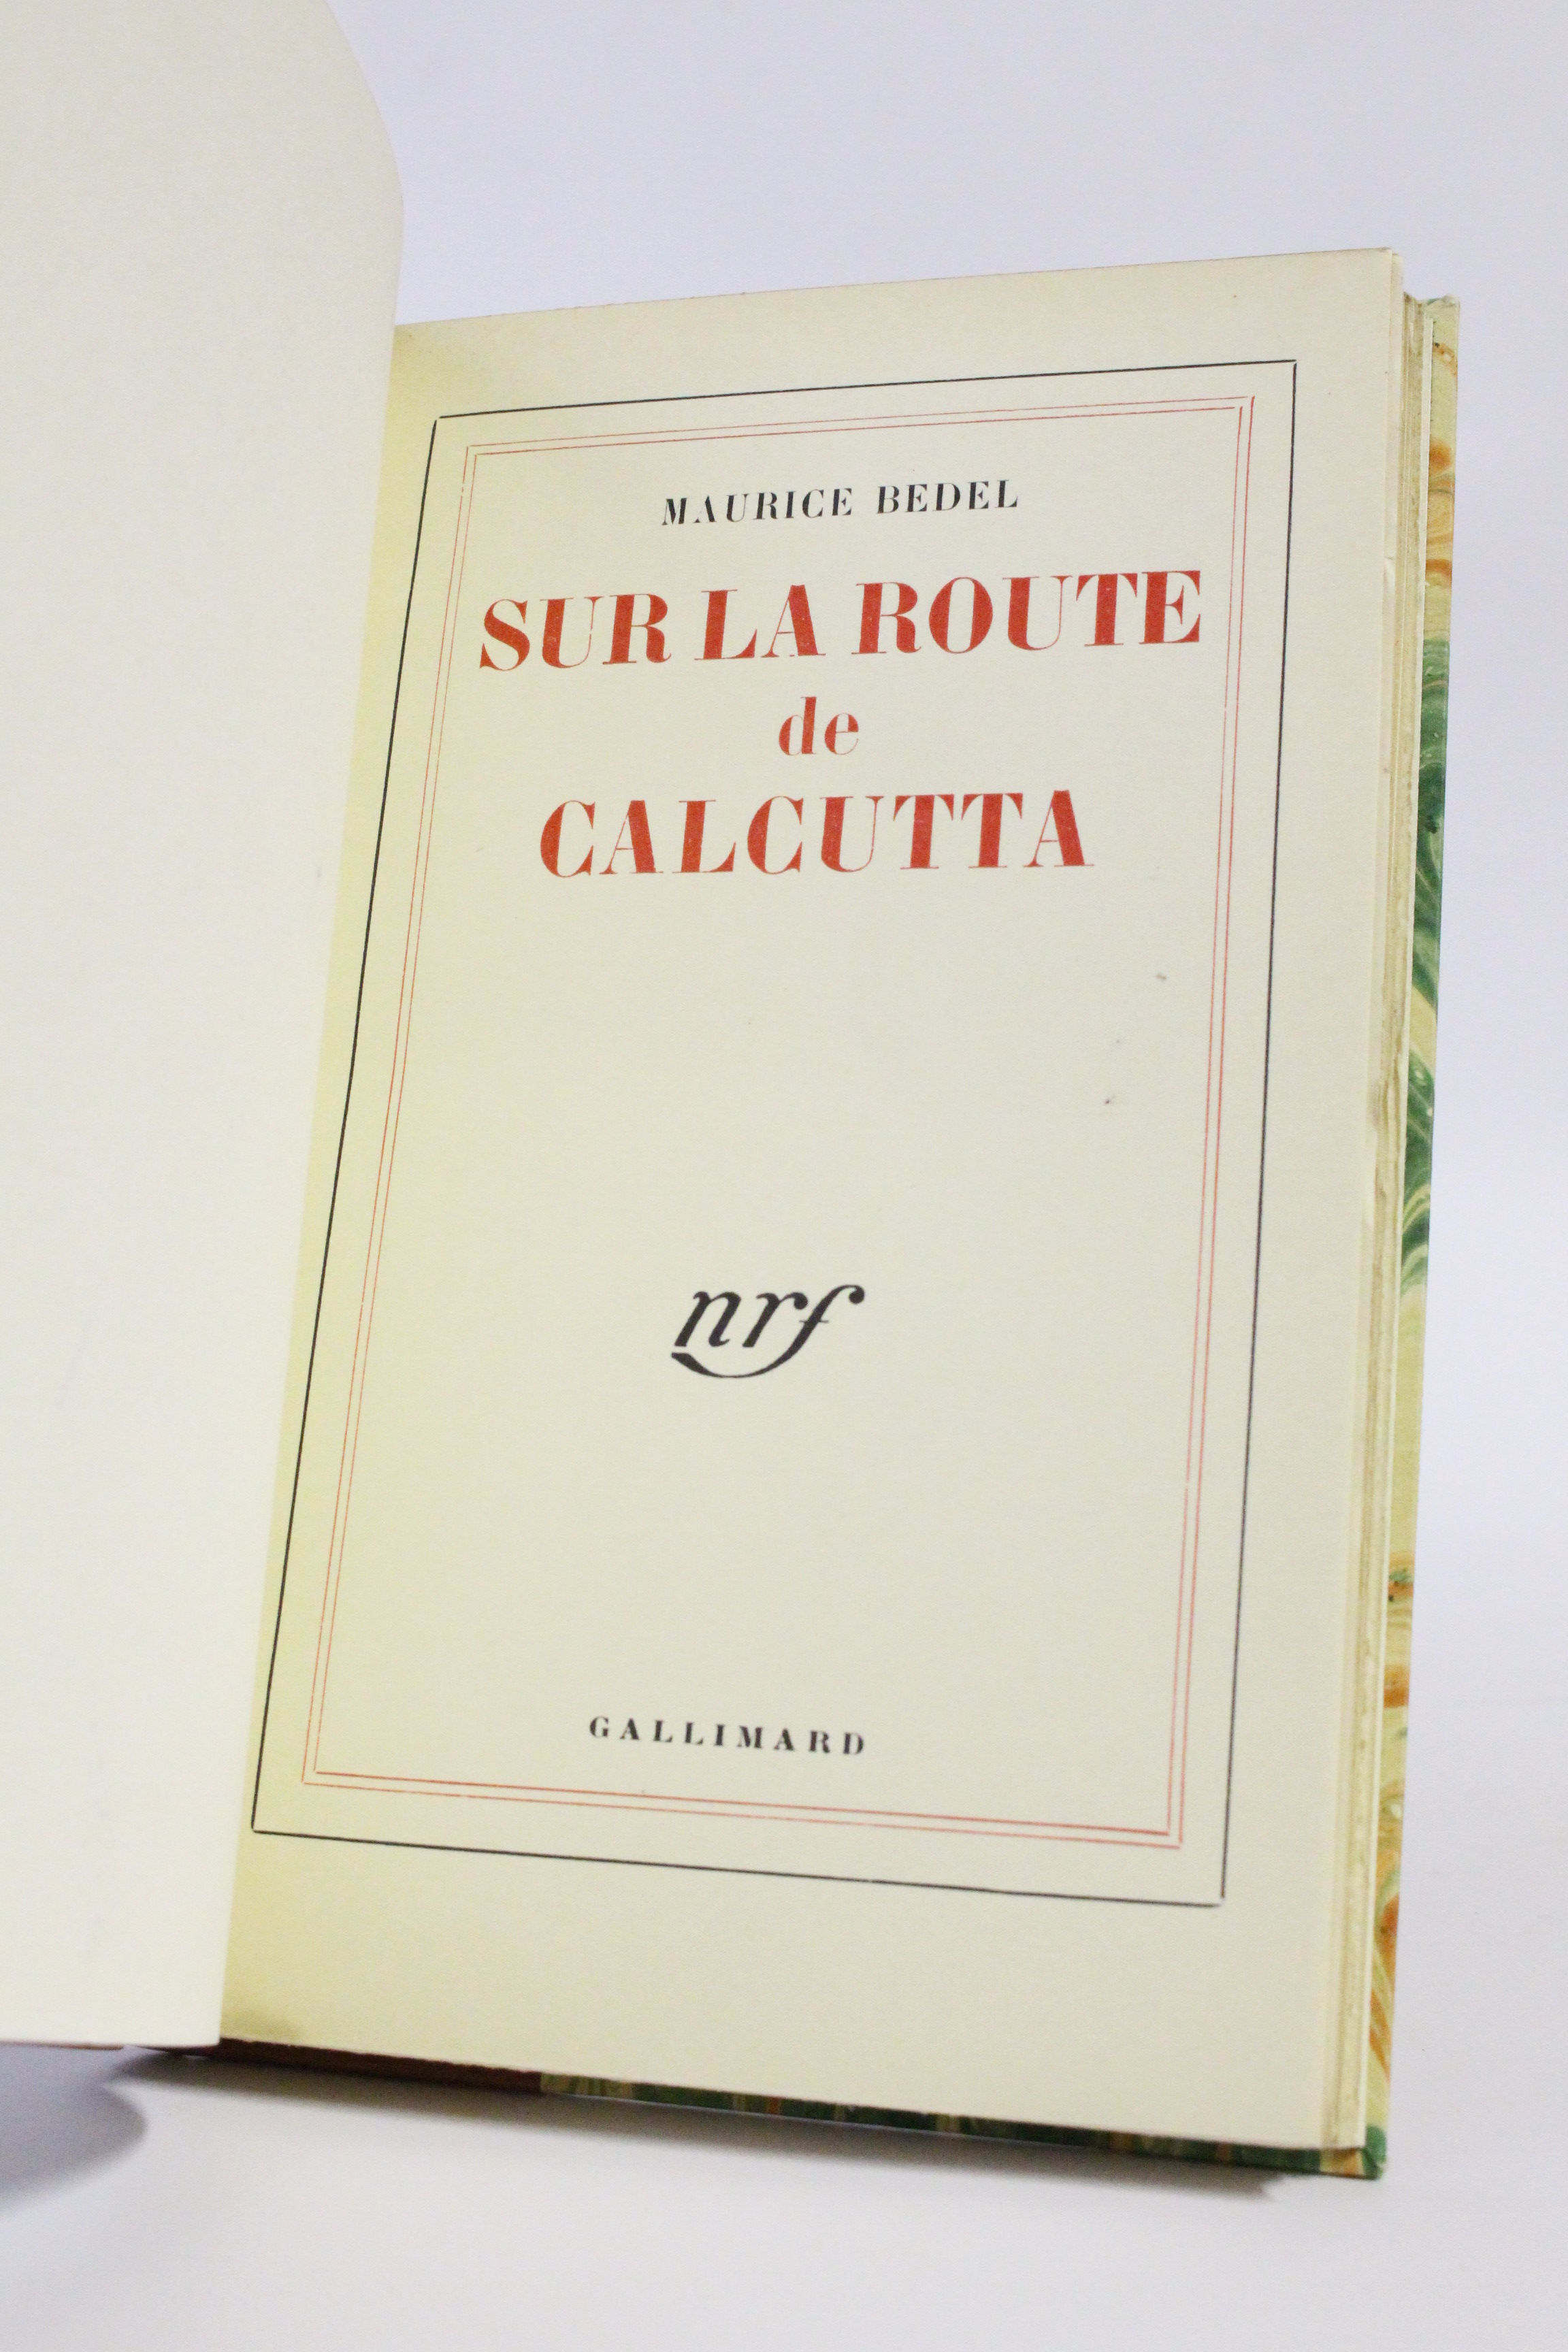 MAURICE BEDEL
SUR LA ROUTE
de
CALCUTTA
nrf
GALLIMARD